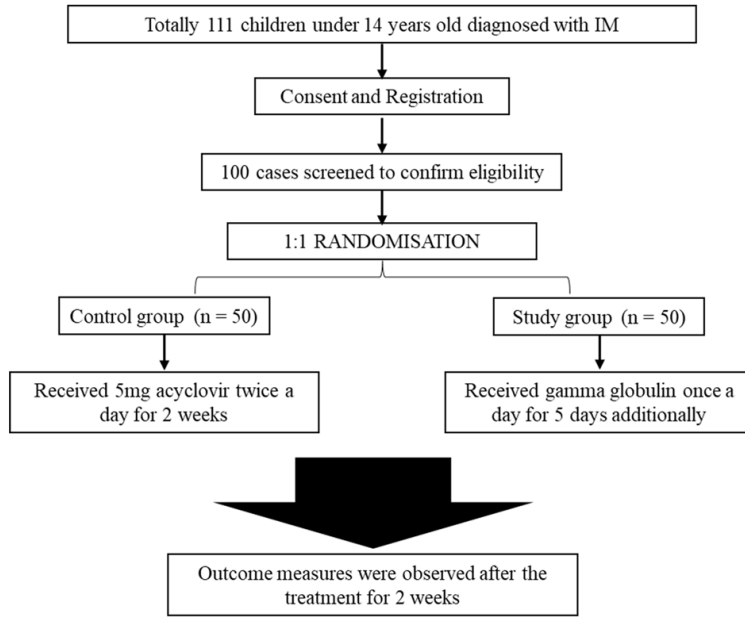 Totally 111 children under 14 years old diagnosed with IM
Consent and Registration
100 cases screened to confirm eligibility
1:1 RANDOMISATION
Control group (n = 50)
Study group (n = 50)
Received 5mg acyclovir twice a
day for 2 weeks
Received gamma globulin once a
day for 5 days additionally
Outcome measures were observed after the
treatment for 2 weeks